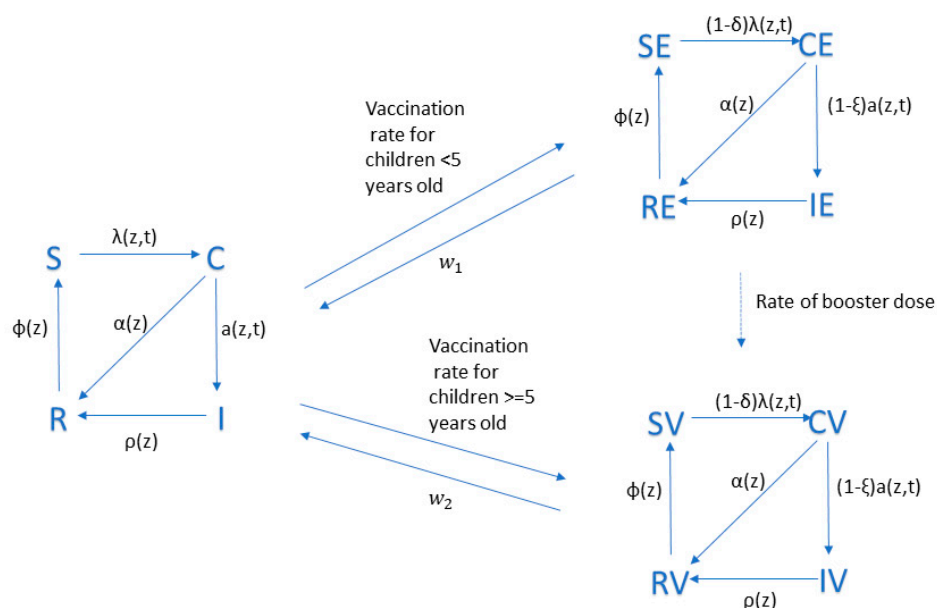 (1-δ)λ(z,t)
SE
CE
Vaccination
rate for
children <5
years old
ϕ(z)
α(z)
(1-ξ)a(z,t)
RE
IE
ρ(z)
λ(z,t)
S
C
w₁
Rate of booster dose
ϕ(z)
α(z)
a(z,t)
Vaccination
rate for
children >=5
years old
R
I
ρ(z)
(1-δ)λ(z,t)
SV
CV
w₂
ϕ(z)
α(z)
(1-ξ)a(z,t)
RV
IV
ρ(z)